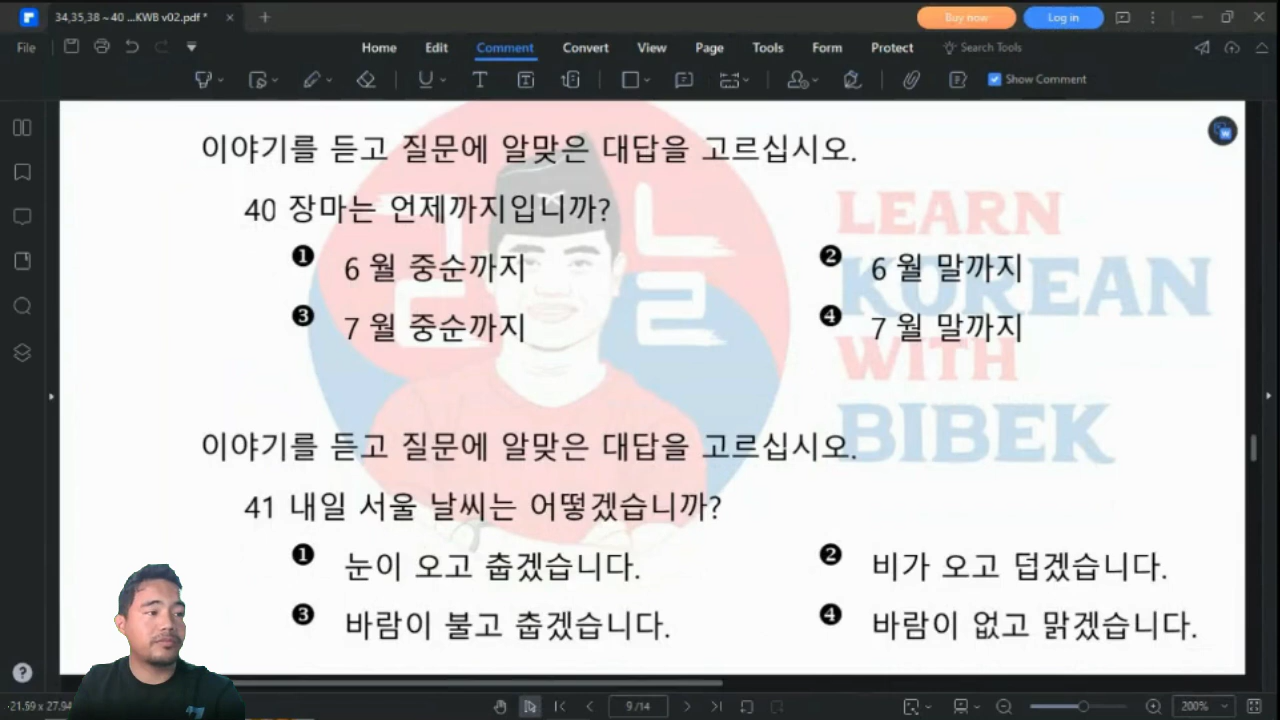 34,35,38 ~ 40 ...KWB v02.pdf *
Buy now
Log in
File
Home Edit Comment Convert View Page Tools Form Protect Search Tools
Show Comment
이야기를 듣고 질문에 알맞은 대답을 고르십시오.
40 장마는 언제까지입니까?
❶ 6 월 중순까지 ❷ 6 월 말까지
❸ 7 월 중순까지 ❹ 7 월 말까지
이야기를 듣고 질문에 알맞은 대답을 고르십시오.
41 내일 서울 날씨는 어떻겠습니까?
❶ 눈이 오고 춥겠습니다. ❷ 비가 오고 덥겠습니다.
❸ 바람이 불고 춥겠습니다. ❹ 바람이 없고 맑겠습니다.
LEARN
KOREAN
WITH
BIBEK
21.59 x 27.94
9 /14
200%